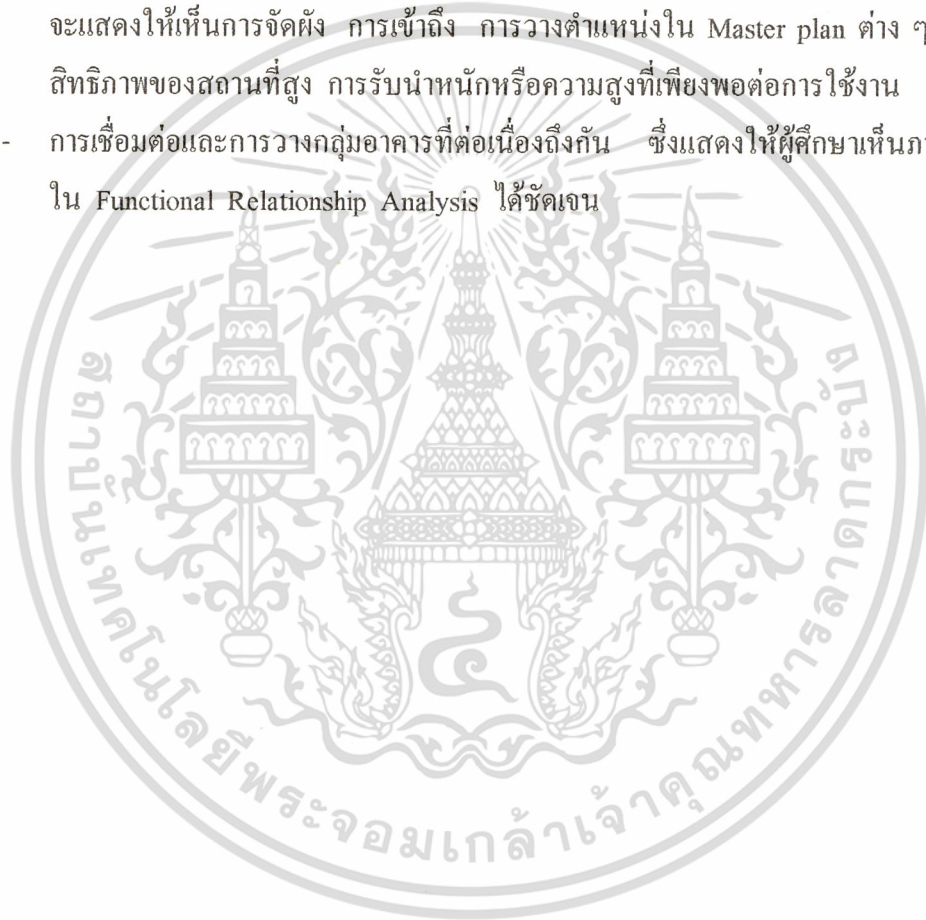 จะแสดงให้เห็นการจัดผัง การเข้าถึง การวางตำแหน่งใน Master plan ต่าง ๆ
สิทธิภาพของสถานที่สูง การรับน้ำหนักหรือความสูงที่เพียงพอต่อการใช้งาน
- การเชื่อมต่อและการวางกลุ่มอาคารที่ต่อเนื่องถึงกัน ซึ่งแสดงให้ผู้ศึกษาเห็นภา
ใน Functional Relationship Analysis ได้ชัดเจน
สถาบันเทคโนโลยีพระจอมเกล้าเจ้าคุณทหารลาดกระบัง